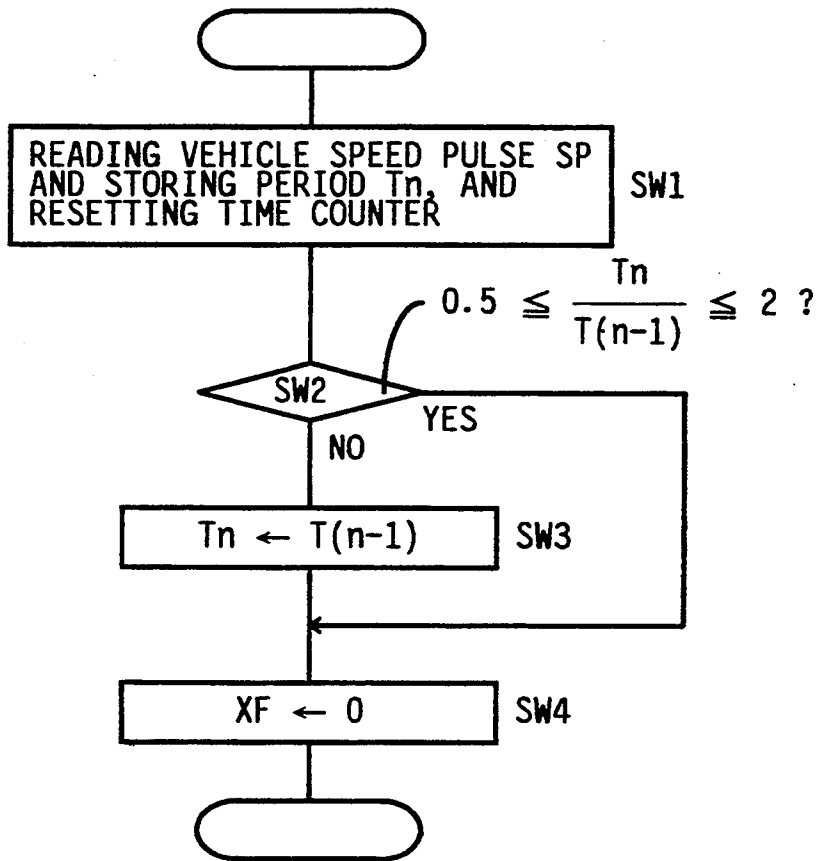 READING VEHICLE SPEED PULSE SP
AND STORING PERIOD Tn, AND
RESETTING TIME COUNTER
SW1
0.5 ≦ Tn/T(n-1) ≦ 2 ?
SW2
YES
NO
Tn ← T(n-1)
SW3
XF ← 0
SW4